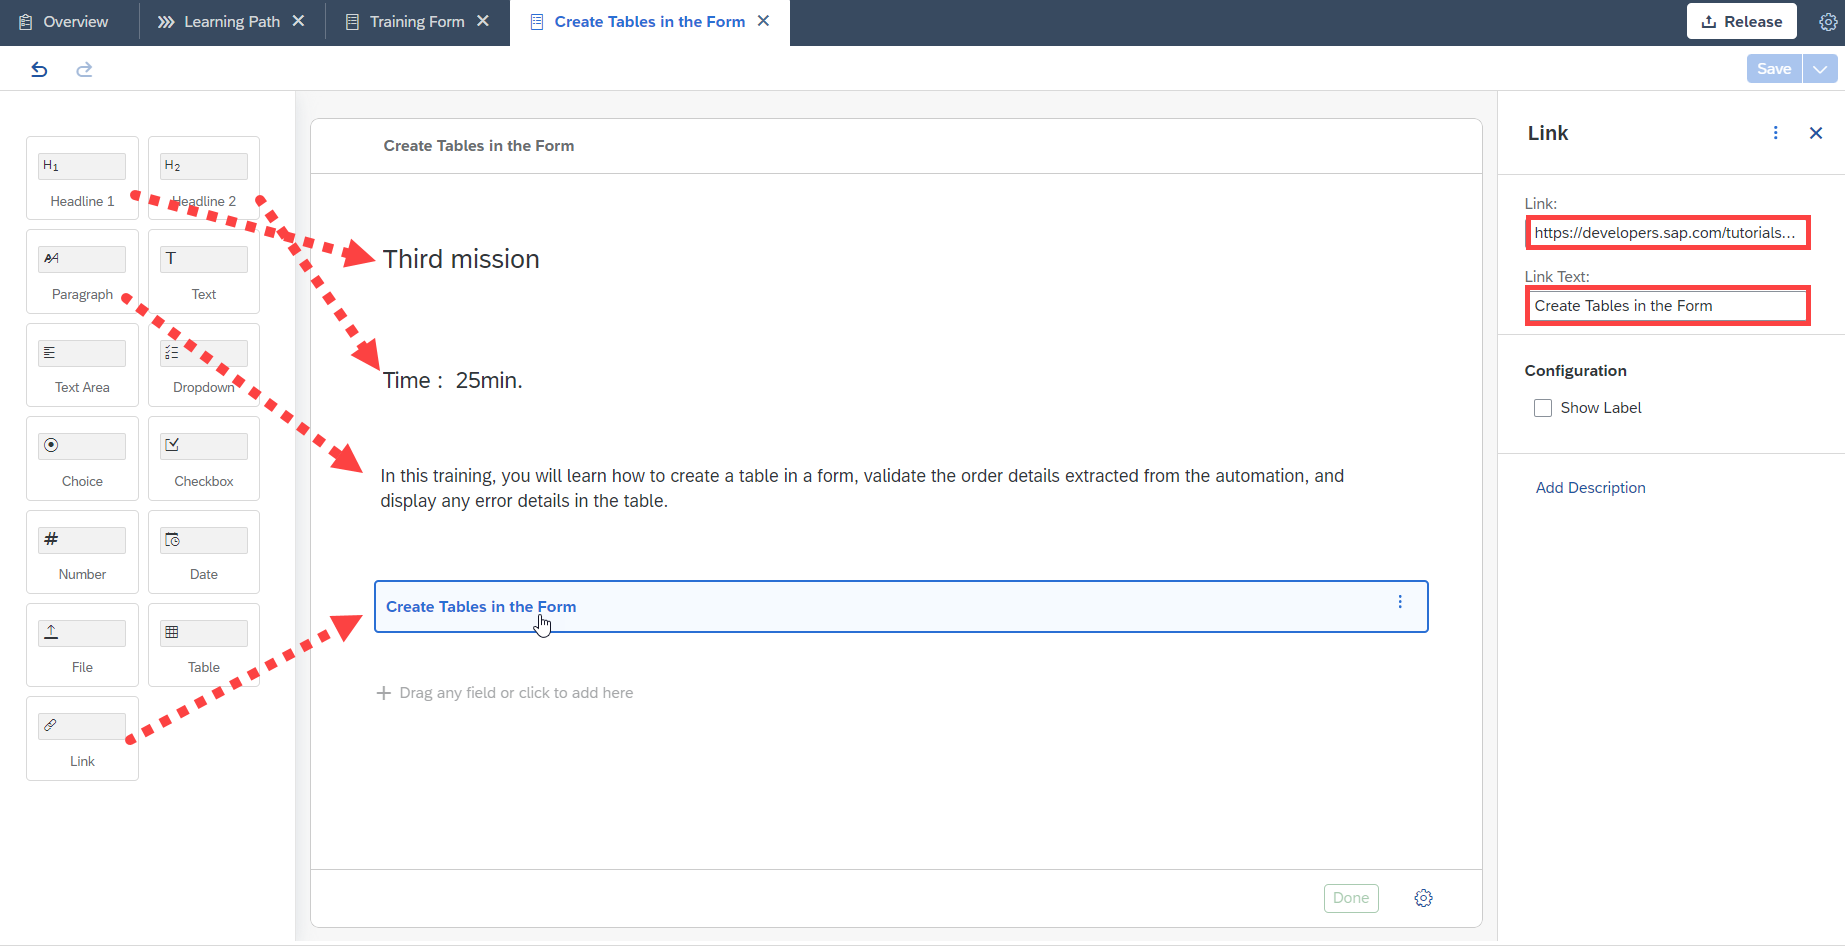 Overview
Learning Path
Training Form
Create Tables in the Form
Release
Save
H1
H2
Headline 1
Headline 2
Paragraph
T
Text
Text Area
Dropdown
Choice
Checkbox
#
Number
Date
File
Table
Link
Create Tables in the Form
Third mission
Time :  25min.
In this training, you will learn how to create a table in a form, validate the order details extracted from the automation, and
display any error details in the table.
Create Tables in the Form
Drag any field or click to add here
Done
Link
Link:
https://developers.sap.com/tutorials...
Link Text:
Create Tables in the Form
Configuration
Show Label
Add Description